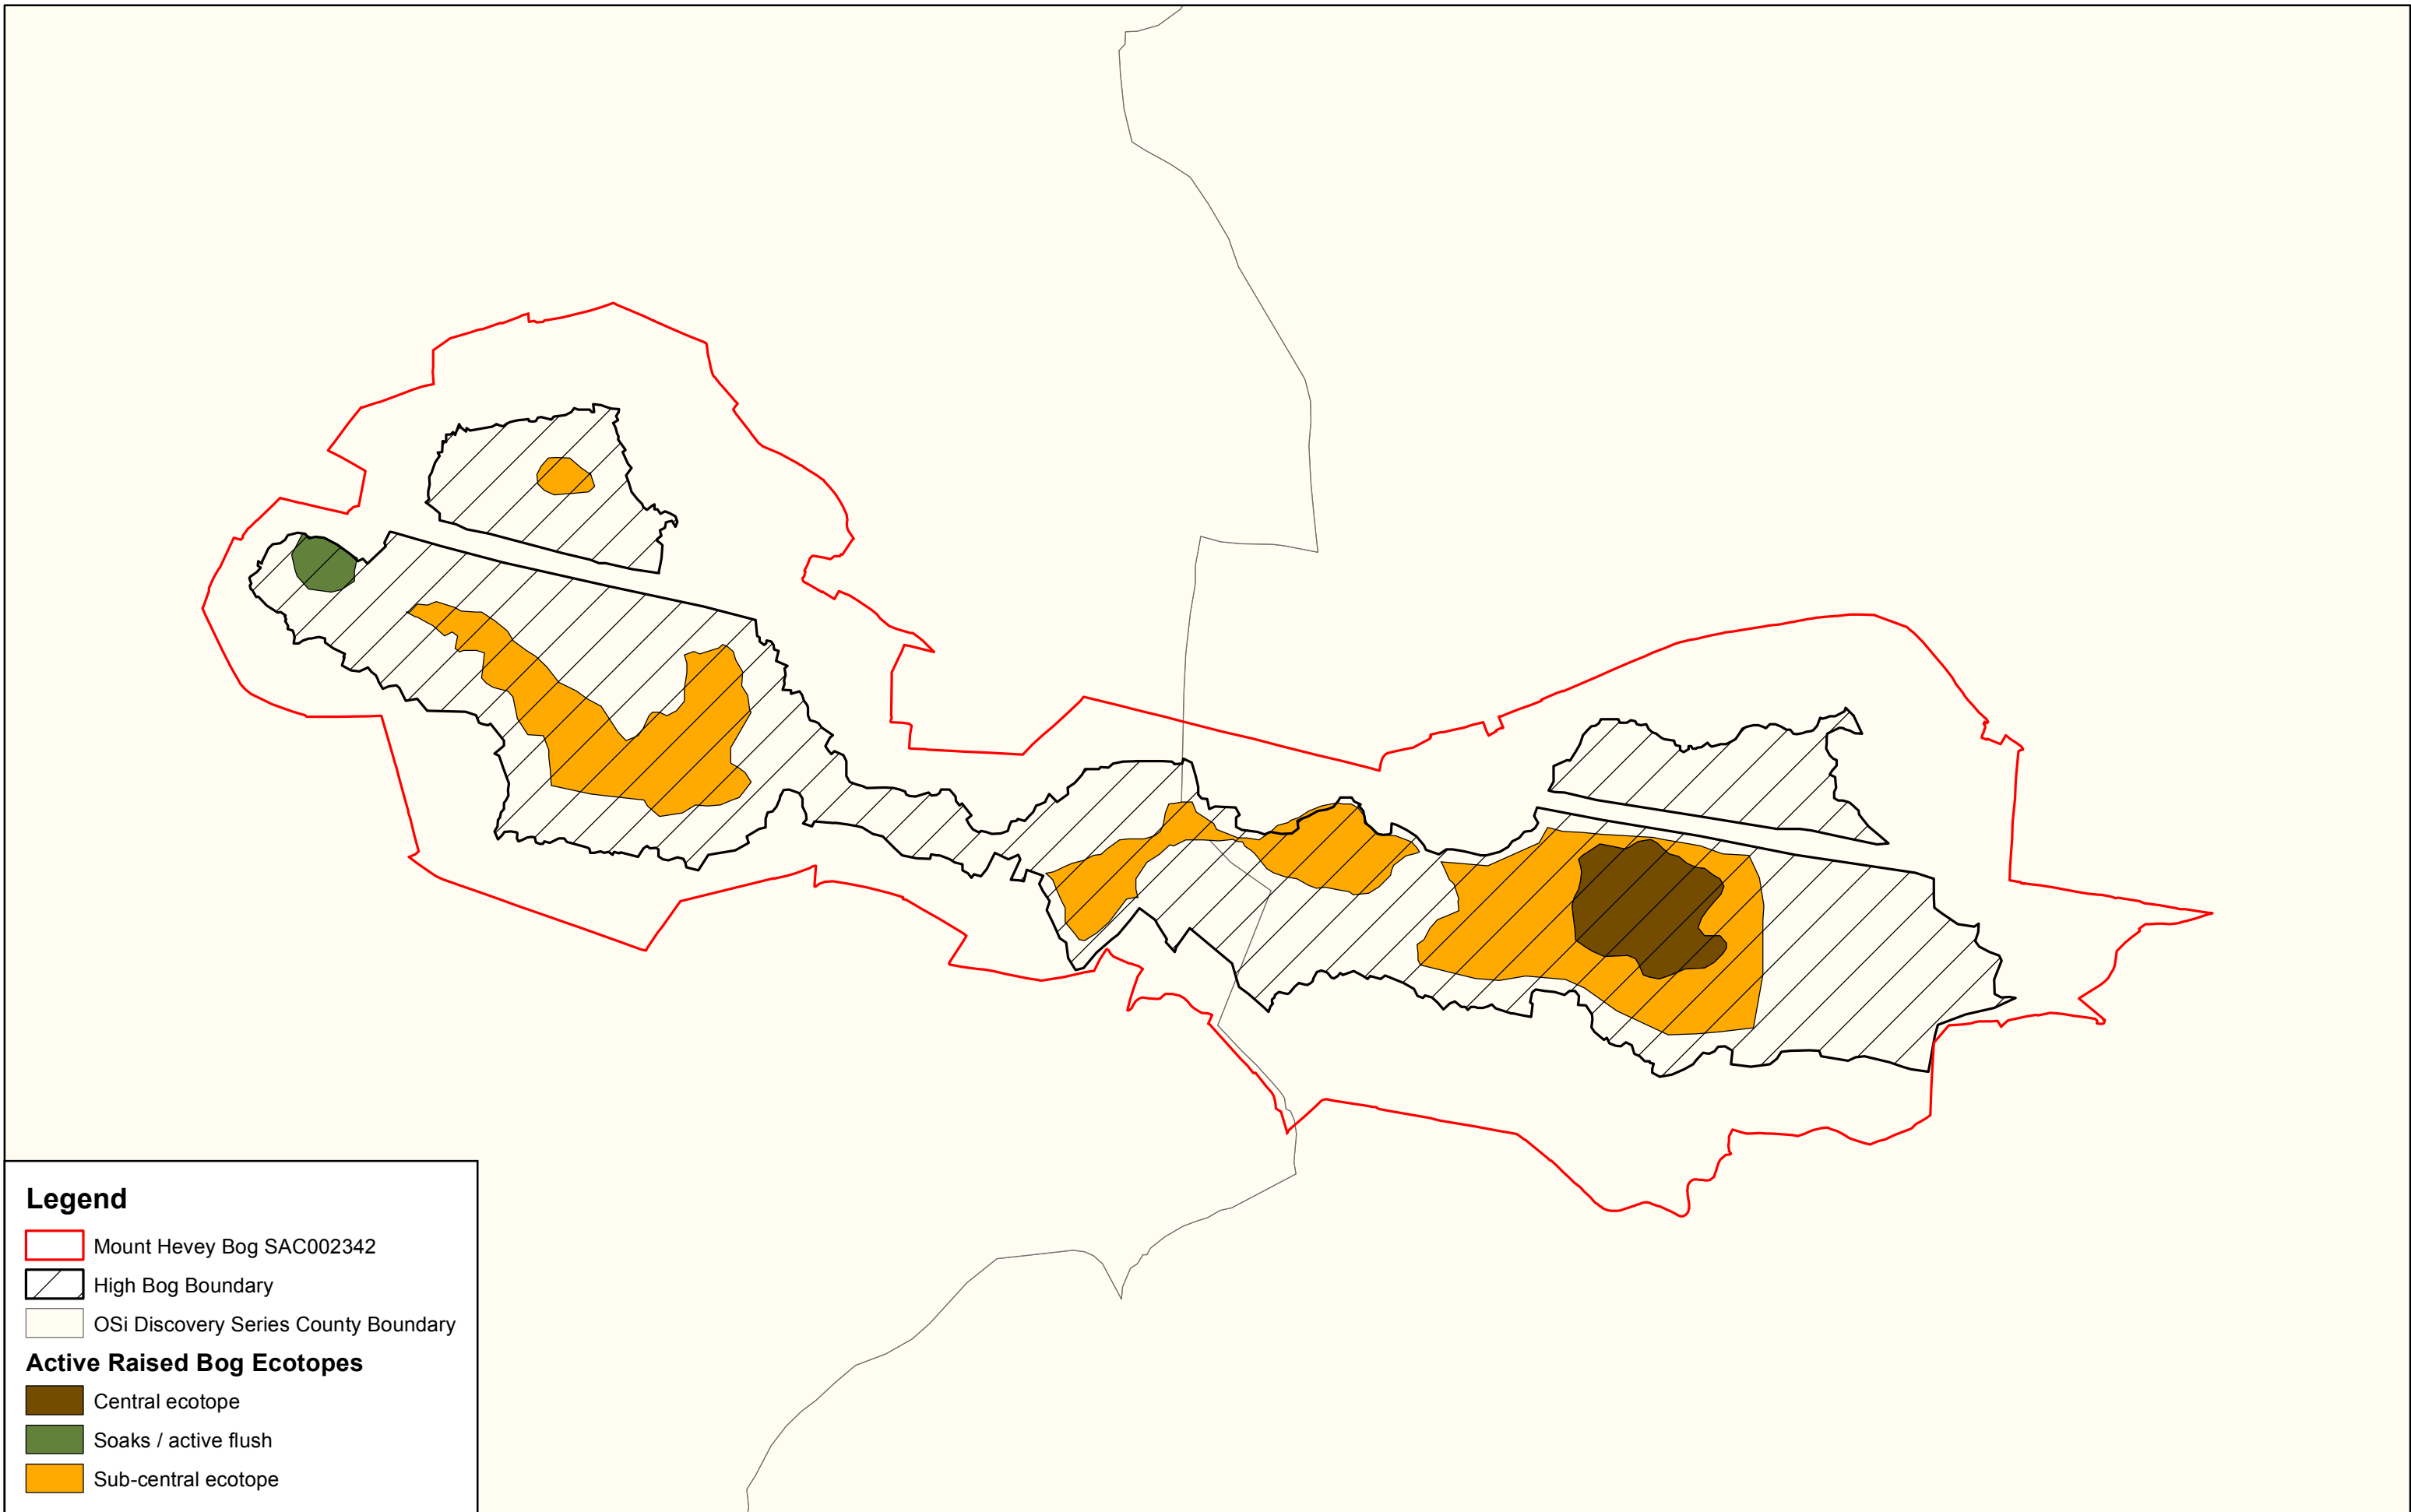 Legend
Mount Hevey Bog SAC002342
High Bog Boundary
OSi Discovery Series County Boundary
Active Raised Bog Ecotopes
Central ecotope
Soaks / active flush
Sub-central ecotope